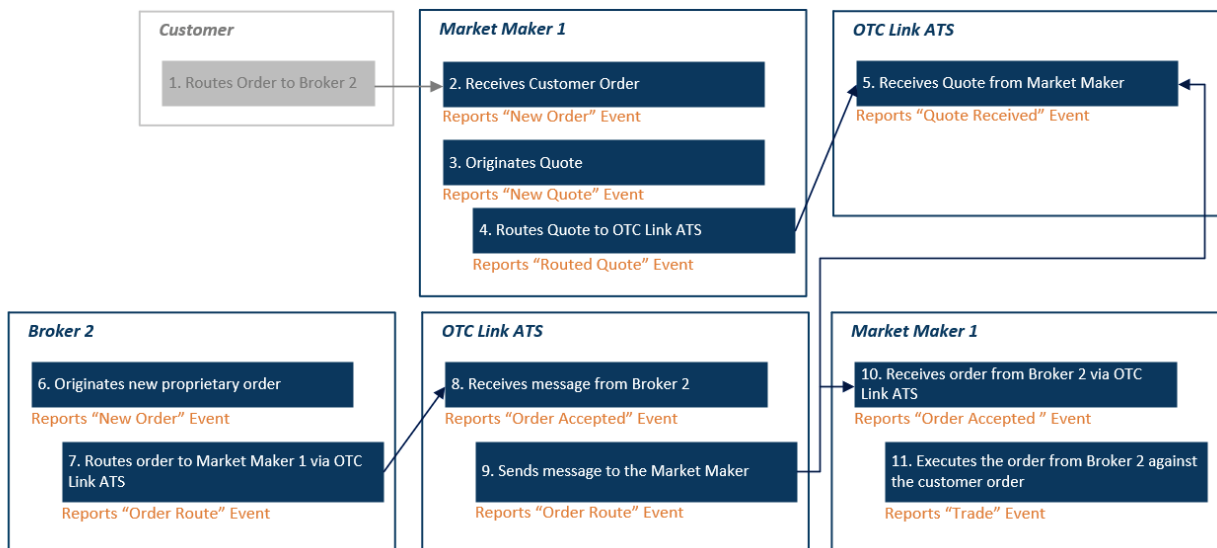 Customer
1. Routes Order to Broker 2
Market Maker 1
2. Receives Customer Order
Reports “New Order” Event
3. Originates Quote
Reports “New Quote” Event
4. Routes Quote to OTC Link ATS
Reports “Routed Quote” Event
OTC Link ATS
5. Receives Quote from Market Maker
Reports “Quote Received” Event
Broker 2
6. Originates new proprietary order
Reports “New Order” Event
7. Routes order to Market Maker 1 via OTC
Link ATS
Reports “Order Route” Event
OTC Link ATS
8. Receives message from Broker 2
Reports “Order Accepted” Event
9. Sends message to the Market Maker
Reports “Order Route” Event
Market Maker 1
10. Receives order from Broker 2 via OTC
Link ATS
Reports “Order Accepted ” Event
11. Executes the order from Broker 2 against
the customer order
Reports “Trade” Event